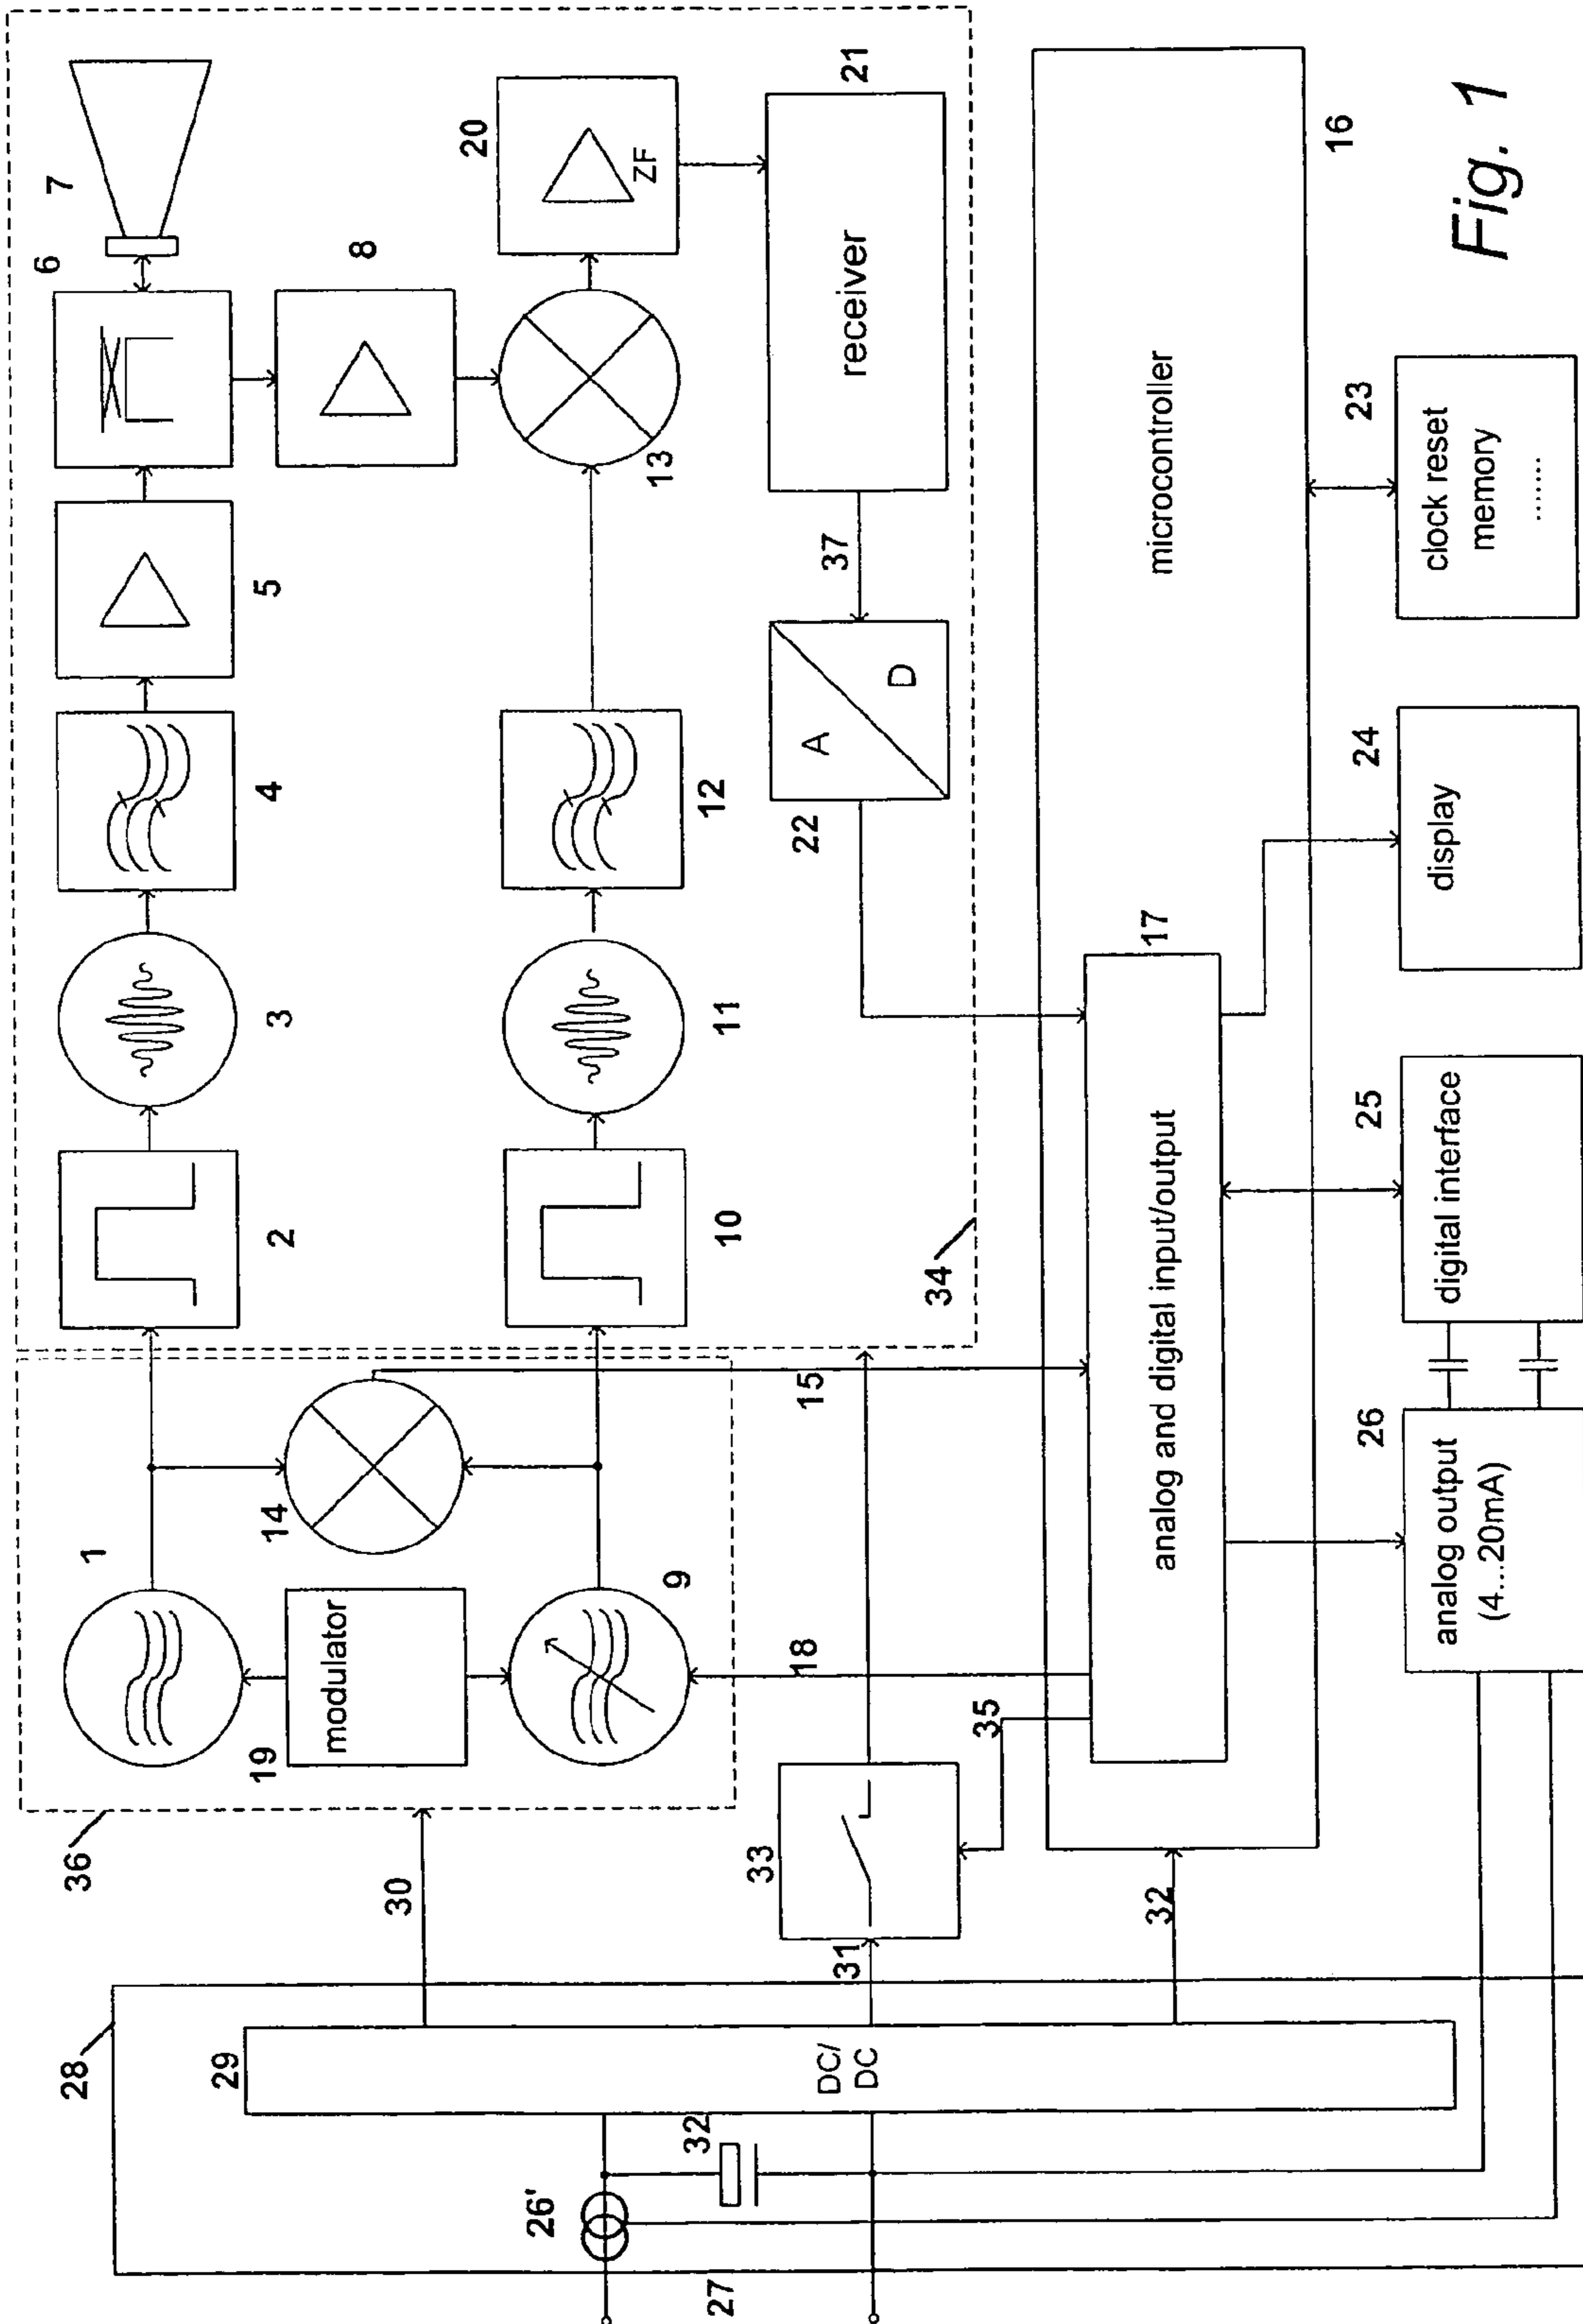 28
29
DC/
DC
32
26'
27
36
30
31
32
33
35
1
19
modulator
9
14
18
15
2
3
4
5
6
7
8
10
11
12
13
20
ZF
receiver
21
37
A
D
22
34
microcontroller
16
17
analog and digital input/output
26
analog output
(4...20mA)
25
digital interface
24
display
23
clock reset
memory
......
Fig. 1